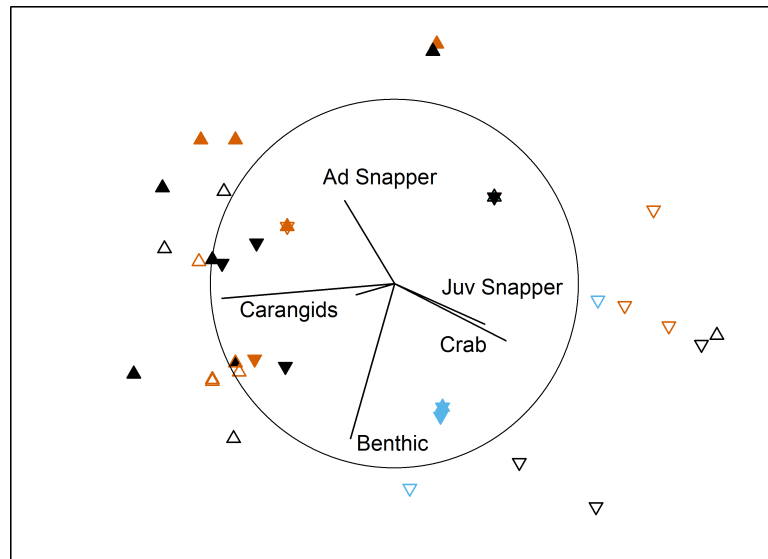 Ad Snapper
Juv Snapper
Carangids
Crab
Benthic